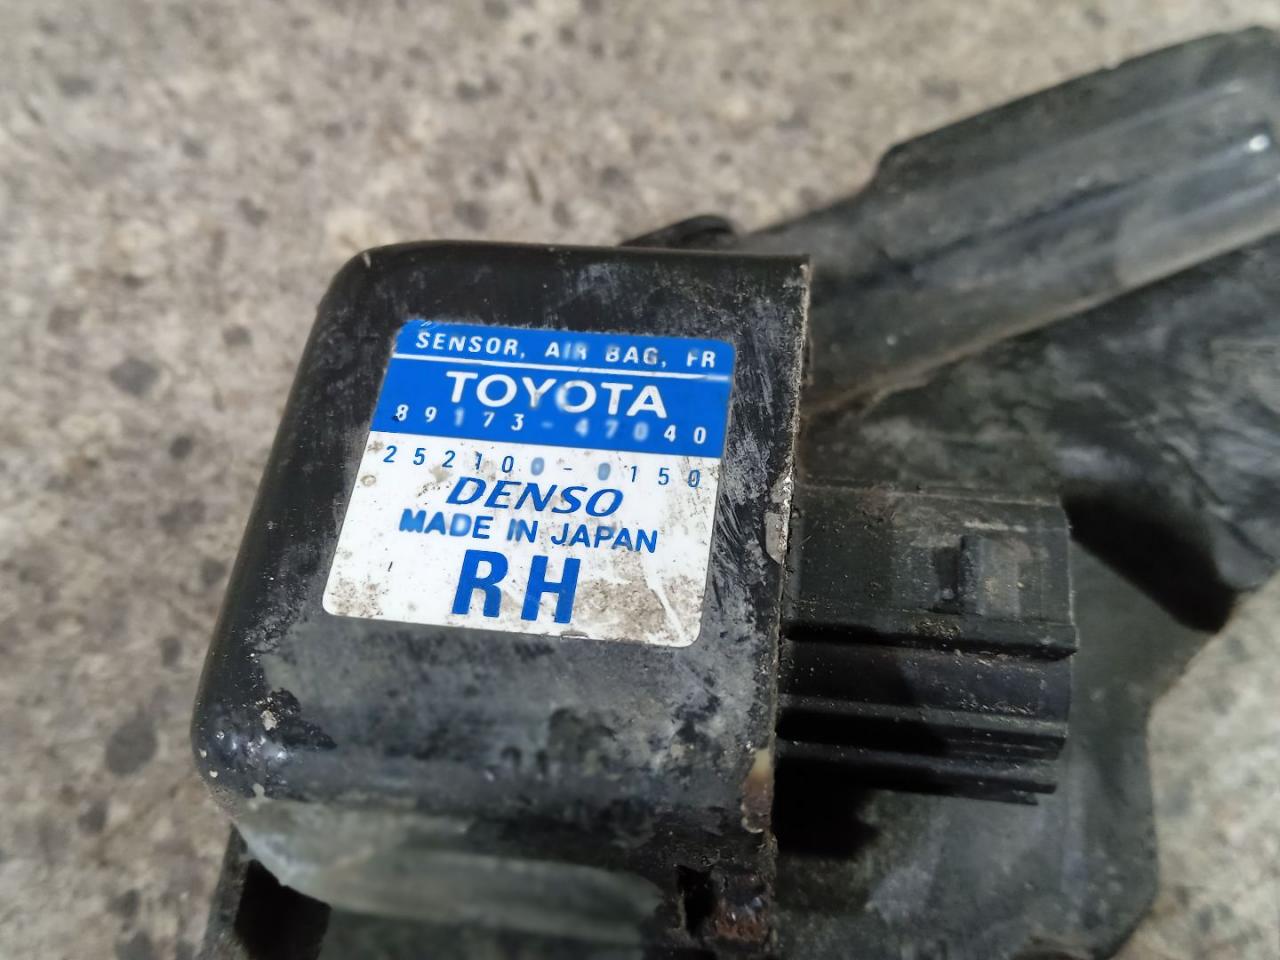 SENSOR, AIR BAG, FR
TOYOTA
89173-47040
252100-0150
DENSO
MADE IN JAPAN
RH